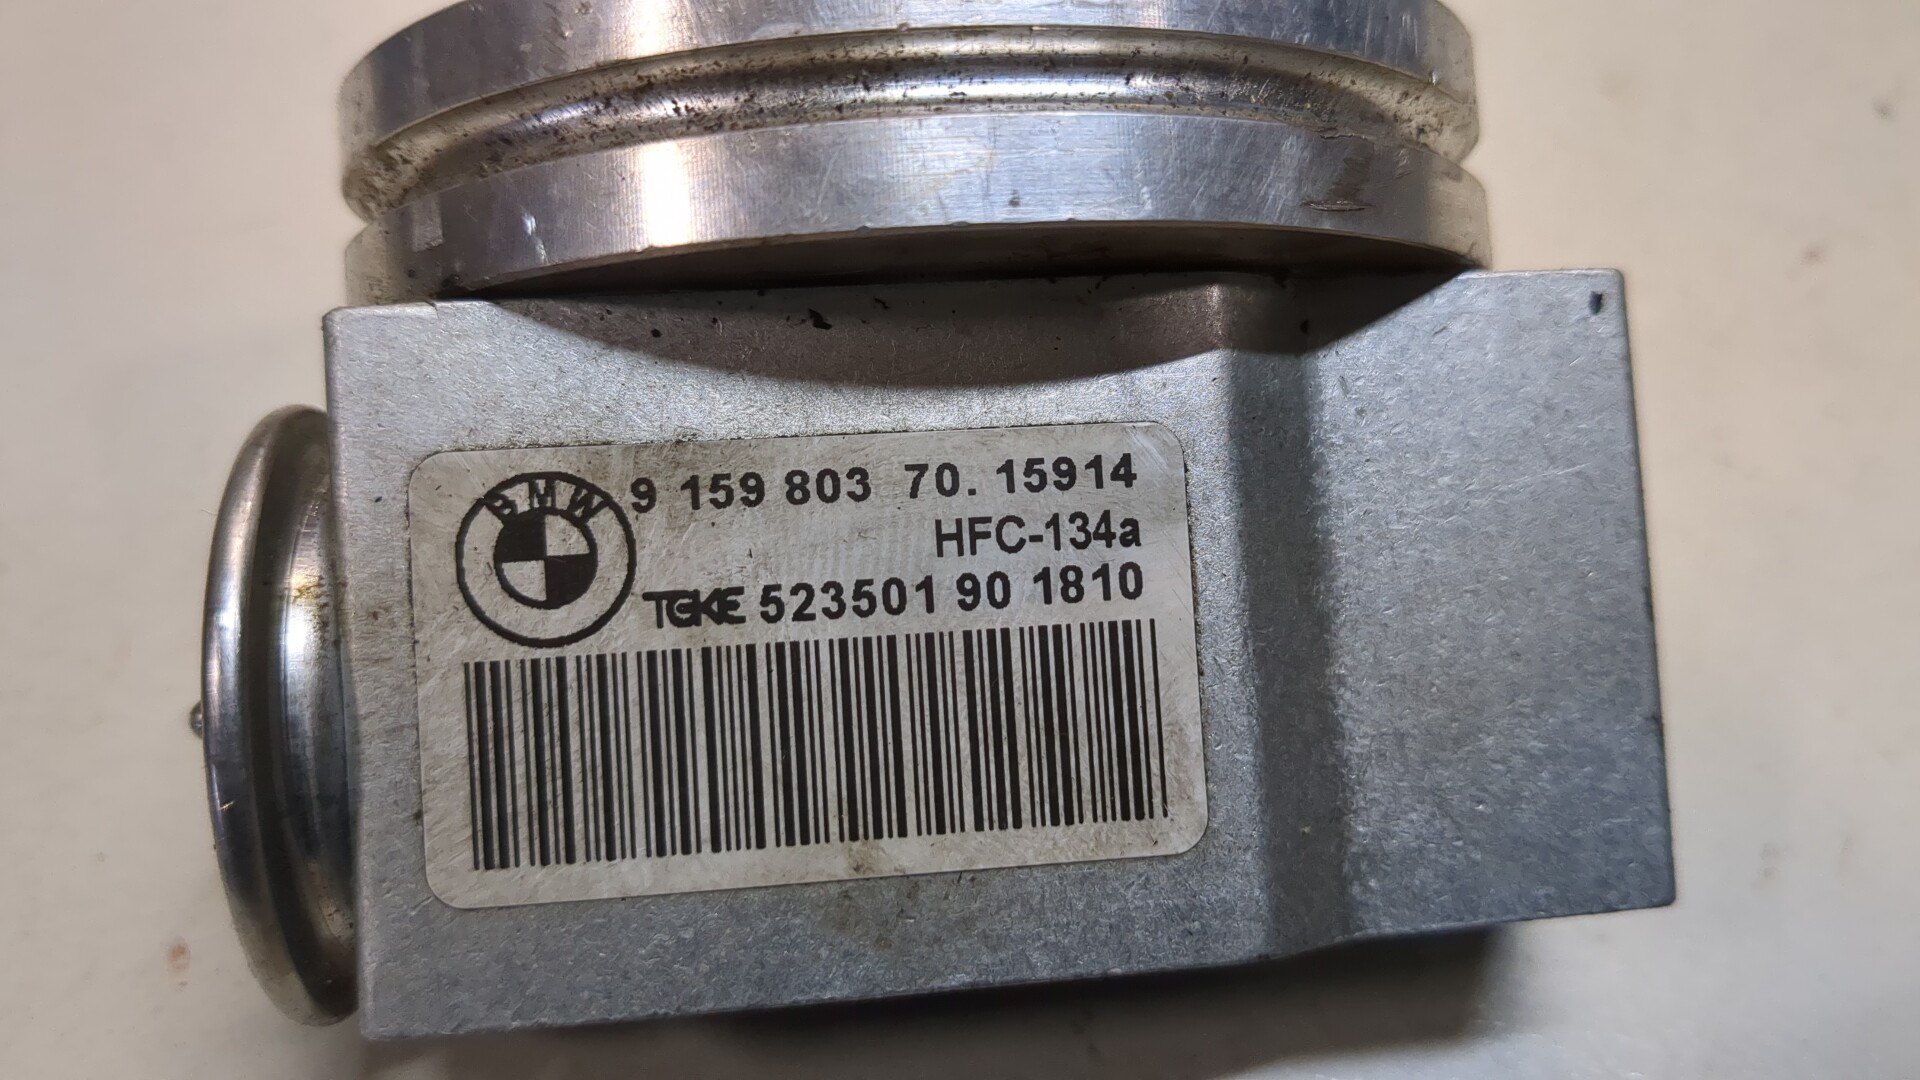 BMW
9 159 803 70. 15914
HFC-134a
TGKE 523501 90 1810